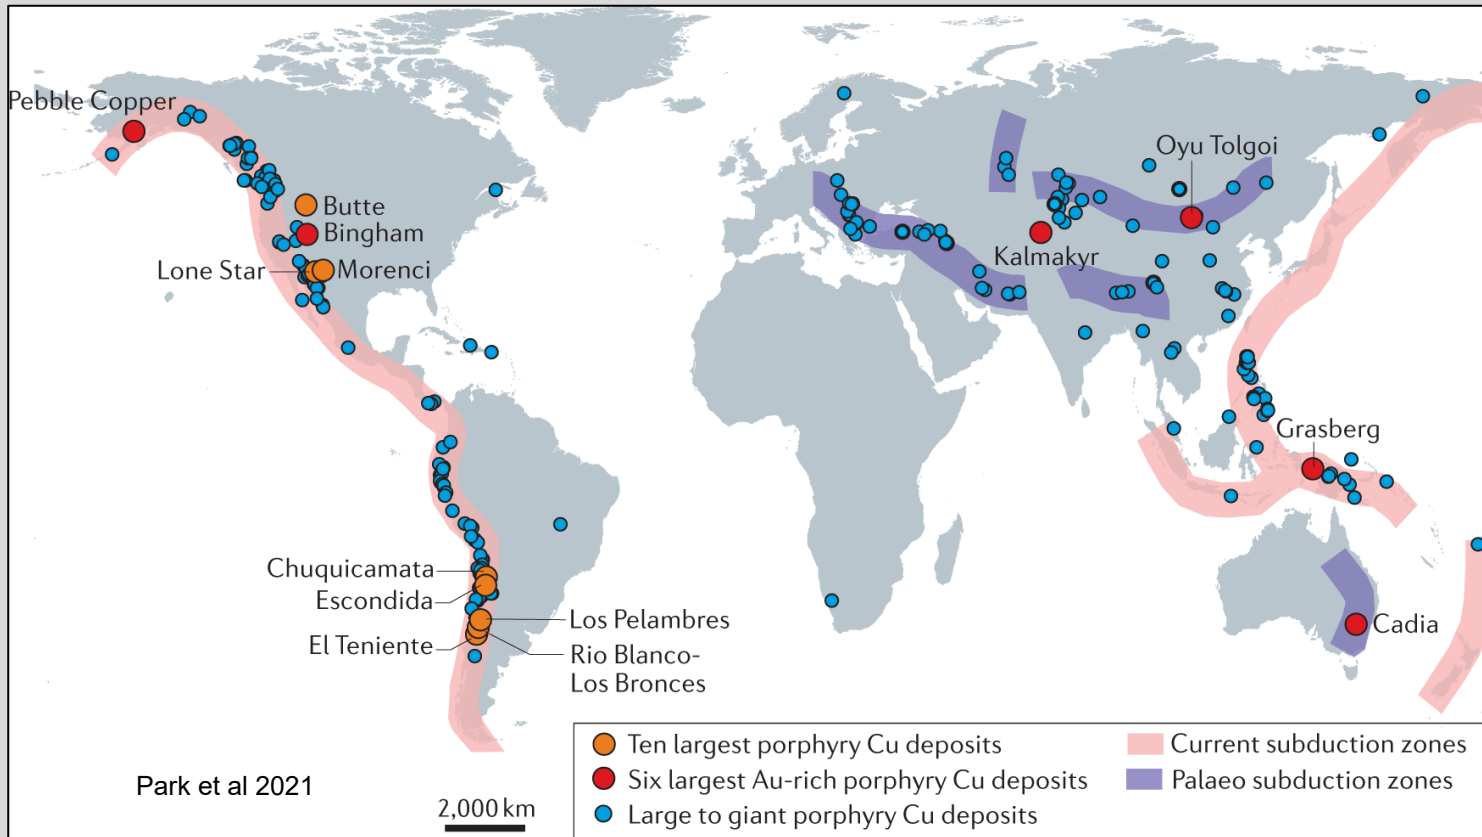 Pebble Copper
Oyu Tolgoi
Butte
Bingham
Kalmakyr
Lone Star
Morenci
Grasberg
Chuquicamata
Escondida
Los Pelambres
Cadia
El Teniente
Rio Blanco-
Los Bronces
Ten largest porphyry Cu deposits
Current subduction zones
Six largest Au-rich porphyry Cu deposits
Palaeo subduction zones
Large to giant porphyry Cu deposits
Park et al 2021
2,000 km